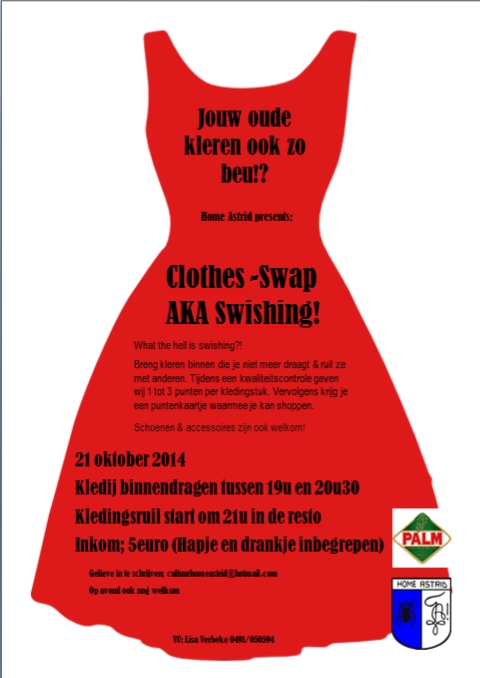 Jouw oude
kleren ook zo
beu!?
Home Astrid presents;
Clothes -Swap
AKA Swishing!
What the hell is swishing?!
Breng kleren binnen die je niet meer draagt & ruil ze
met anderen. Tijdens een kwaliteitscontrole geven
wij 1 tot 3 punten per kledingstuk. Vervolgens krijg je
een puntenkaartje waarmee je kan shoppen.
Schoenen & accessoires zijn ook welkom!
21 oktober 2014
Kledij binnendragen tussen 19u en 20u30
Kledingsruil start om 21u in de resto
Inkom; 5euro (Hapje en drankje inbegrepen)
Gelieve in te schrijven; cultuurhomeastrid@hotmail.com
Op avond ook nog welkom
VU; Lisa Verbeke 0491/050594
PALM
HOME ASTRID